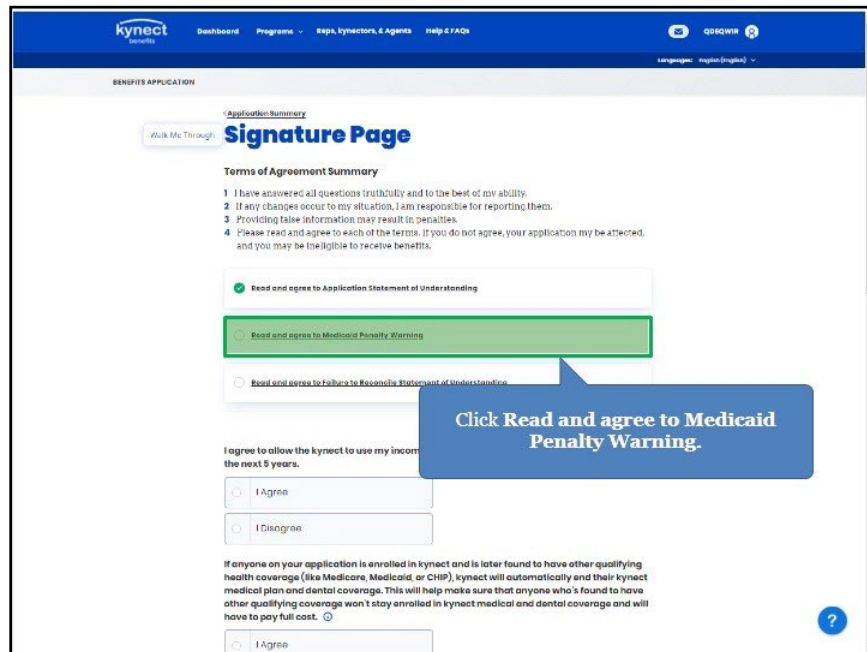 kynect
benefits
Dashboard Programs Reps, kynectors, & Agents Help & FAQs QDEQWIR
Languages: English (English)
BENEFITS APPLICATION
<Application Summary
Walk Me Through
Signature Page
Terms of Agreement Summary
1 I have answered all questions truthfully and to the best of my ability.
2 If any changes occur to my situation, I am responsible for reporting them.
3 Providing false information may result in penalties.
4 Please read and agree to each of the terms. If you do not agree, your application my be affected,
and you may be ineligible to receive benefits.
Read and agree to Application Statement of Understanding
Read and agree to Medicaid Penalty Warning
Read and agree to Failure to Reconcile Statement of Understanding
Click Read and agree to Medicaid
Penalty Warning.
I agree to allow the kynect to use my incom
the next 5 years.
I Agree
I Disagree
If anyone on your application is enrolled in kynect and is later found to have other qualifying
health coverage (like Medicare, Medicaid, or CHIP), kynect will automatically end their kynect
medical plan and dental coverage. This will help make sure that anyone who's found to have
other qualifying coverage won't stay enrolled in kynect medical and dental coverage and will
have to pay full cost.
I Agree
?